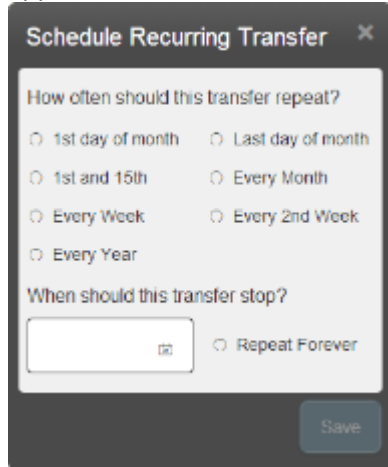 Schedule Recurring Transfer ×
How often should this transfer repeat?
1st day of month Last day of month
1st and 15th Every Month
Every Week Every 2nd Week
Every Year
When should this transfer stop?
Repeat Forever
Save